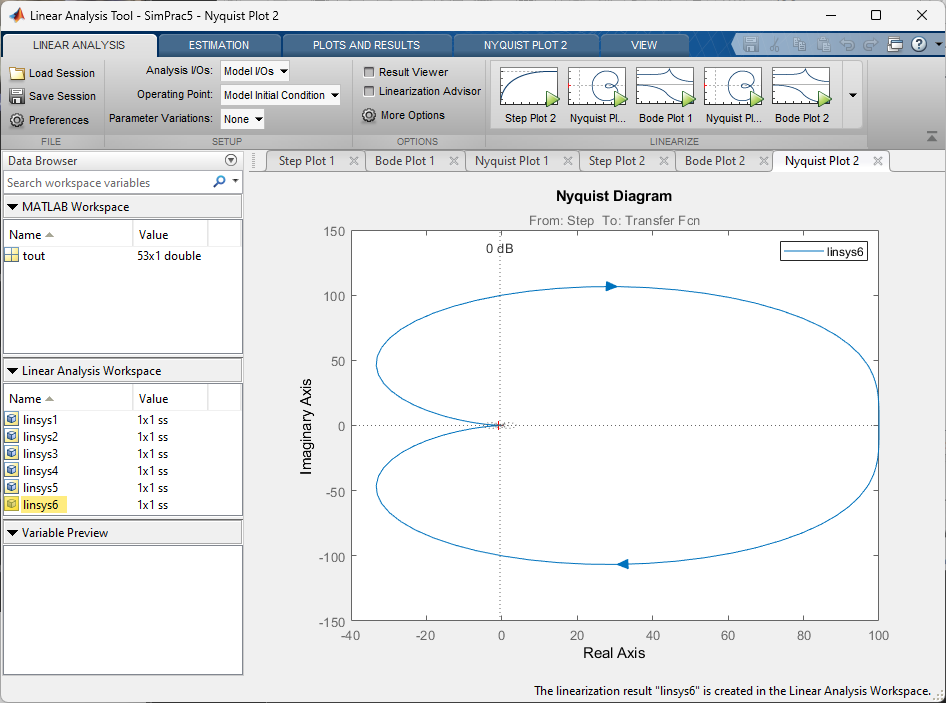 Linear Analysis Tool - SimPrac5 - Nyquist Plot 2
LINEAR ANALYSIS ESTIMATION PLOTS AND RESULTS NYQUIST PLOT 2 VIEW
Load Session
Save Session
Preferences
FILE
Analysis I/Os: Model I/Os
Operating Point: Model Initial Condition
Parameter Variations: None
SETUP
Result Viewer
Linearization Advisor
More Options
OPTIONS
Step Plot 2 Nyquist Pl... Bode Plot 1 Nyquist Pl... Bode Plot 2
LINEARIZE
Data Browser
Search workspace variables
MATLAB Workspace
Name Value
tout 53x1 double
Linear Analysis Workspace
Name Value
linsys1 1x1 ss
linsys2 1x1 ss
linsys3 1x1 ss
linsys4 1x1 ss
linsys5 1x1 ss
linsys6 1x1 ss
Variable Preview
Step Plot 1 Bode Plot 1 Nyquist Plot 1 Step Plot 2 Bode Plot 2 Nyquist Plot 2
Nyquist Diagram
From: Step To: Transfer Fcn
0 dB
linsys6
150
100
50
0
-50
-100
-150
Imaginary Axis
-40 -20 0 20 40 60 80 100
Real Axis
The linearization result "linsys6" is created in the Linear Analysis Workspace.